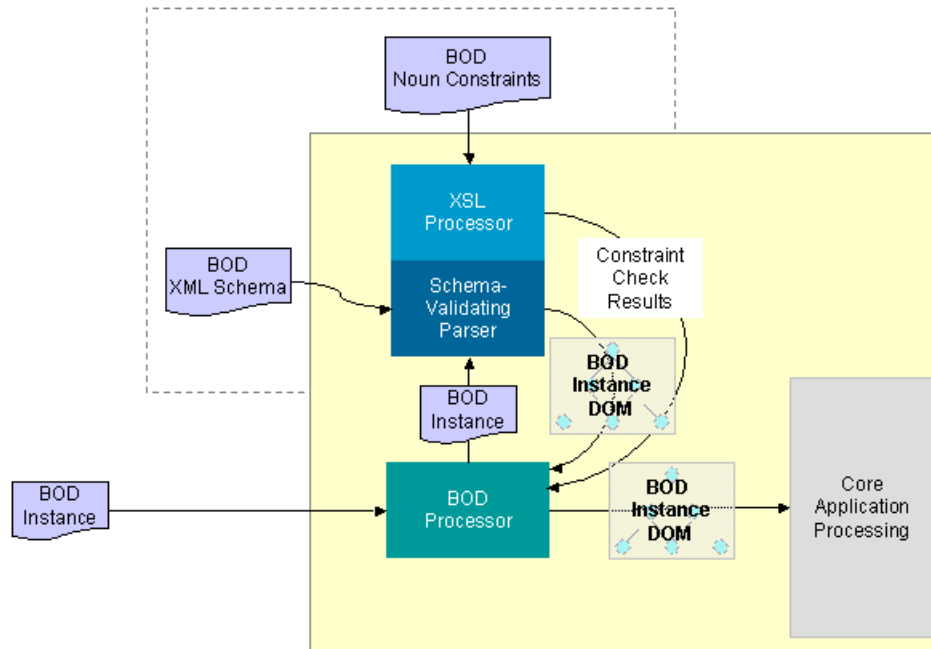 BOD
Noun Constraints
XSL
Processor
BOD
XML Schema
Schema-
Validating
Parser
Constraint
Check
Results
BOD
Instance
DOM
BOD
Instance
BOD
Instance
BOD
Processor
BOD
Instance
DOM
Core
Application
Processing